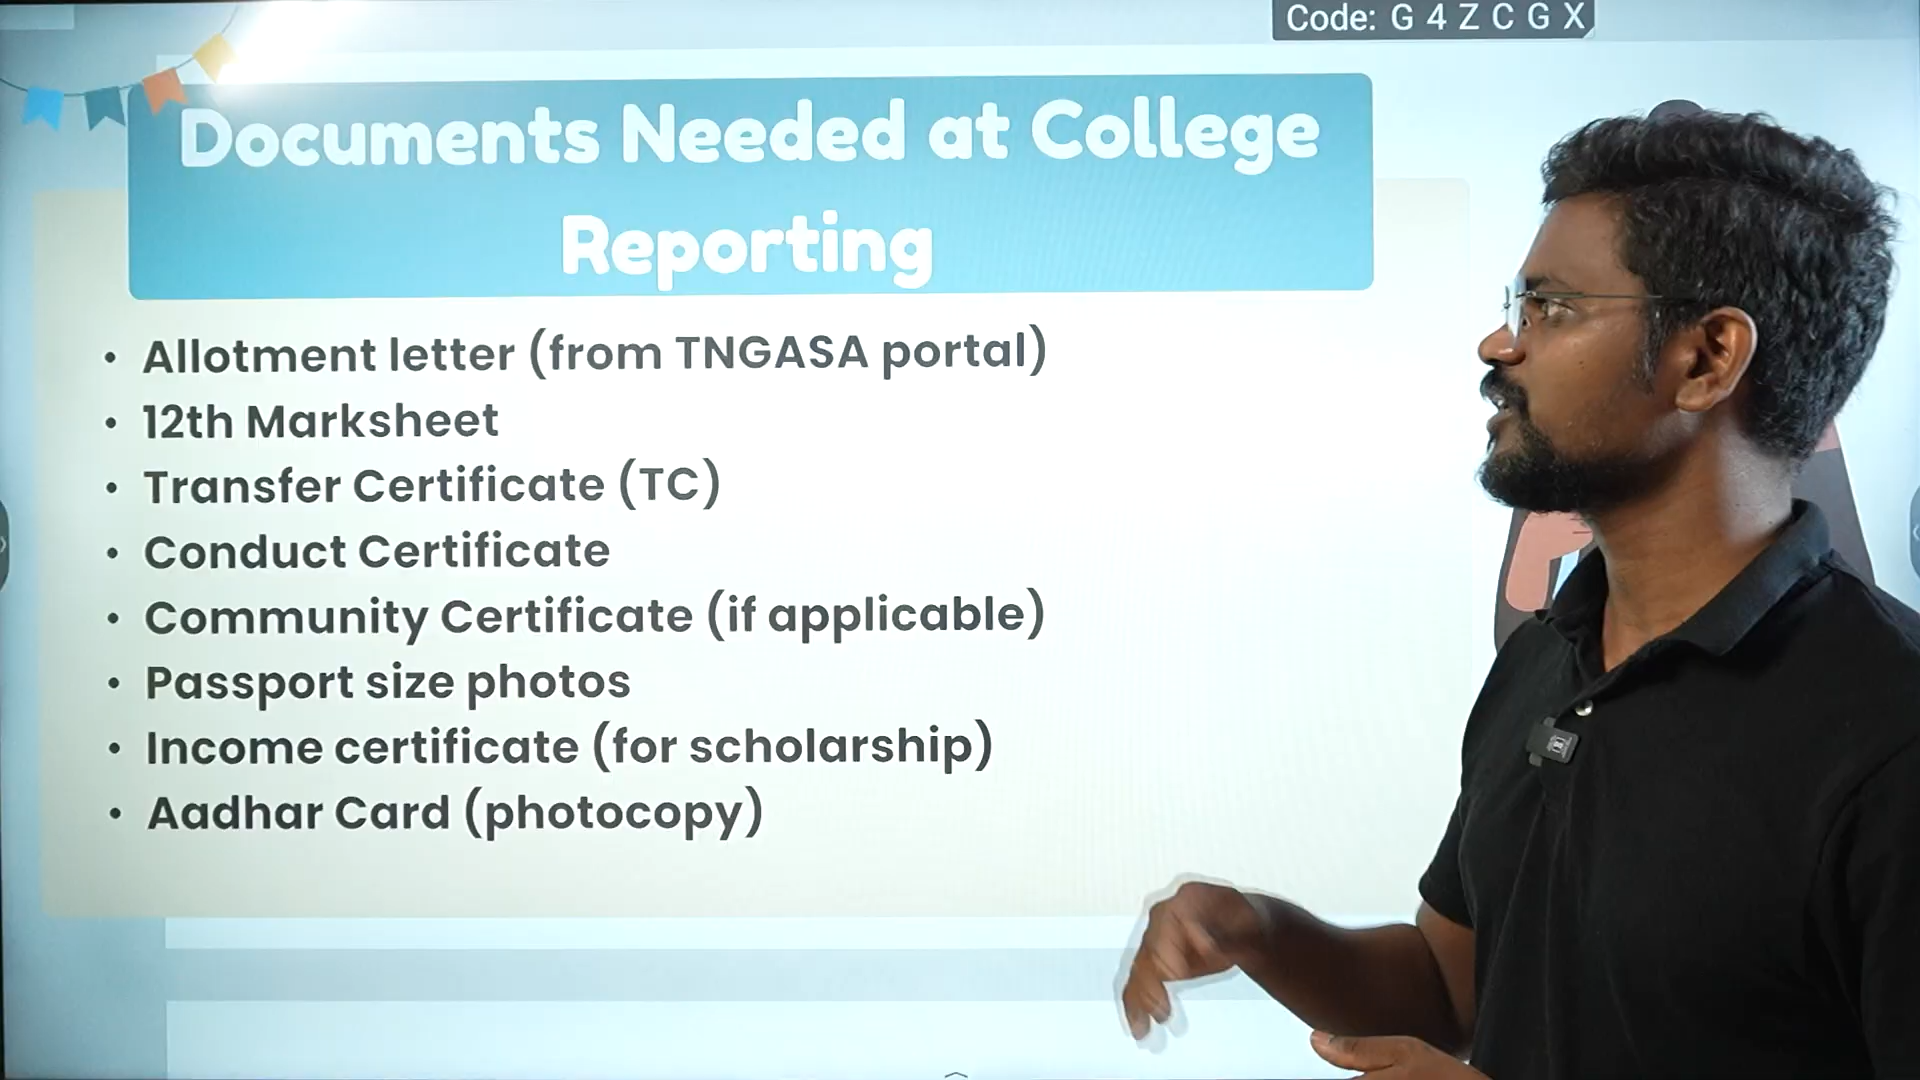 Code: G 4 Z C G X
Documents Needed at College
Reporting
• Allotment letter (from TNGASA portal)
• 12th Marksheet
• Transfer Certificate (TC)
• Conduct Certificate
• Community Certificate (if applicable)
• Passport size photos
• Income certificate (for scholarship)
• Aadhar Card (photocopy)